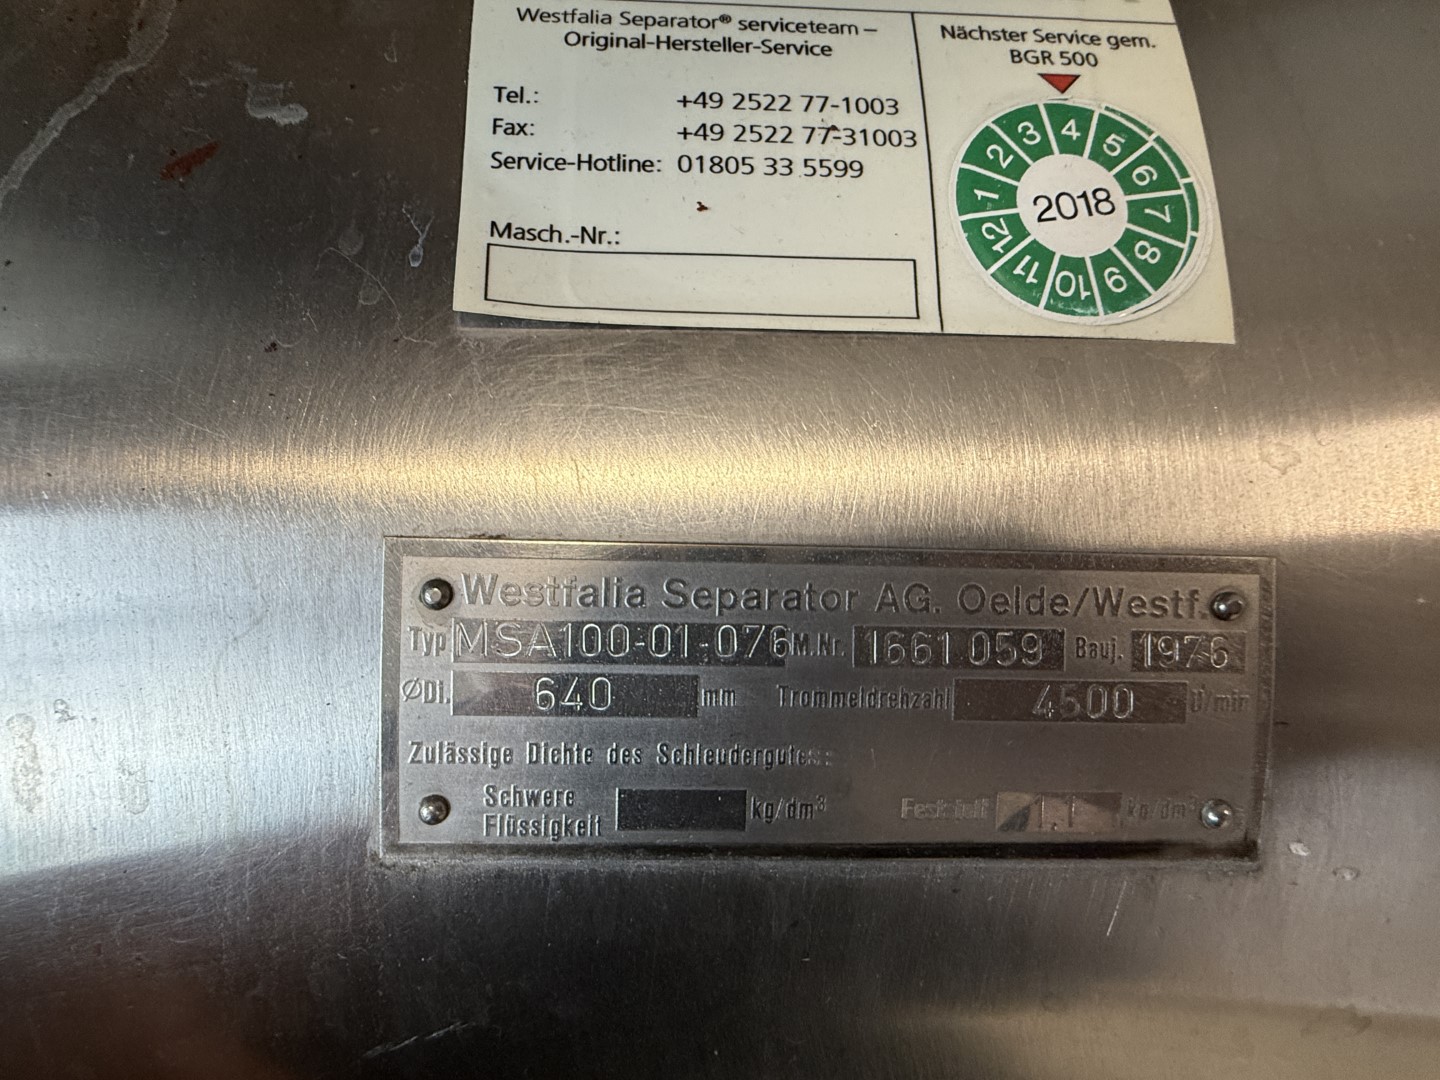 Westfalia Separator® serviceteam –
Original-Hersteller-Service
Tel.: +49 2522 77-1003
Fax: +49 2522 77-31003
Service-Hotline: 01805 33 5599
Masch.-Nr.:
Nächster Service gem.
BGR 500
1 2 3 4 5 6 7 8 9 10 11 12
2018
Westfalia Separator AG. Oelde/Westf.
Typ MSA100-01-076 M.Nr. 1661 059 Bauj. 1976
ØDi. 640 mm Trommeldrehzahl 4500 U/min
Zulässige Dichte des Schleudergutes:
Schwere
Flüssigkeit kg/dm³ 1.1 kg/dm³